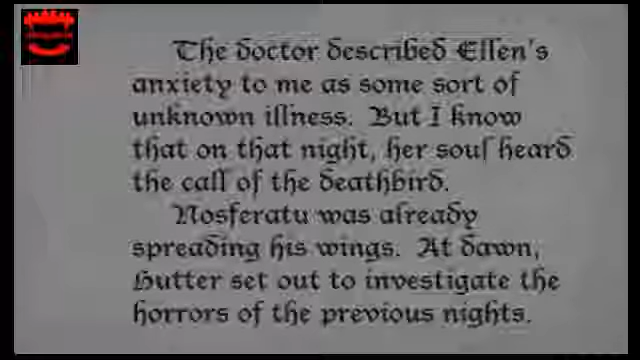 The doctor described Ellen's
anxiety to me as some sort of
unknown illness. But I know
that on that night, her soul heard
the call of the deathbird.
Nosferatu was already
spreading his wings. At dawn,
Hutter set out to investigate the
horrors of the previous nights.